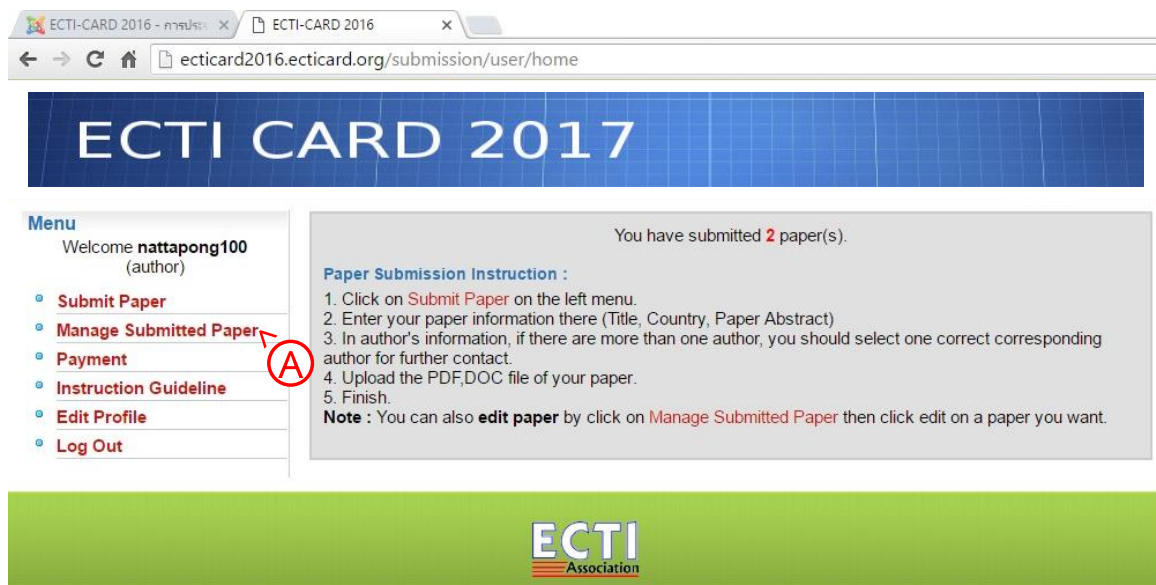 ECTI-CARD 2016 - การประ
ECTI-CARD 2016
ecticard2016.ecticard.org/submission/user/home
ECTI CARD 2017
Menu
Welcome nattapong100
(author)
Submit Paper
Manage Submitted Paper
A
Payment
Instruction Guideline
Edit Profile
Log Out
You have submitted 2 paper(s).
Paper Submission Instruction :
1. Click on Submit Paper on the left menu.
2. Enter your paper information there (Title, Country, Paper Abstract)
3. In author's information, if there are more than one author, you should select one correct corresponding
author for further contact.
4. Upload the PDF,DOC file of your paper.
5. Finish.
Note : You can also edit paper by click on Manage Submitted Paper then click edit on a paper you want.
ECTI
Association